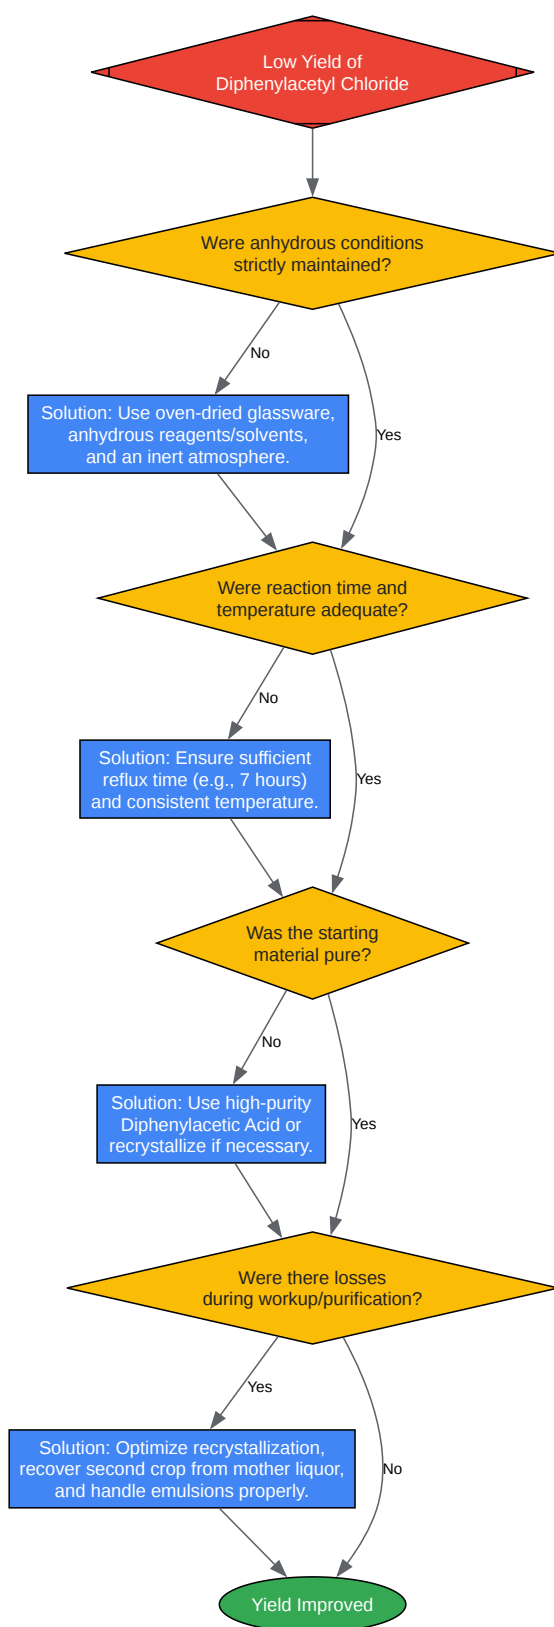 Low Yield of
Diphenylacetyl Chloride
Were anhydrous conditions
strictly maintained?
No
Solution: Use oven-dried glassware,
anhydrous reagents/solvents,
and an inert atmosphere.
Yes
Were reaction time and
temperature adequate?
No
Solution: Ensure sufficient
reflux time (e.g., 7 hours)
and consistent temperature.
Yes
Was the starting
material pure?
No
Solution: Use high-purity
Diphenylacetic Acid or
recrystallize if necessary.
Yes
Were there losses
during workup/purification?
Yes
Solution: Optimize recrystallization,
recover second crop from mother liquor,
and handle emulsions properly.
No
Yield Improved